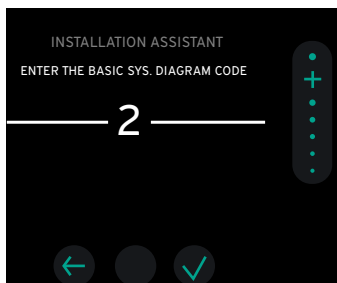 INSTALLATION ASSISTANT
ENTER THE BASIC SYS. DIAGRAM CODE
2